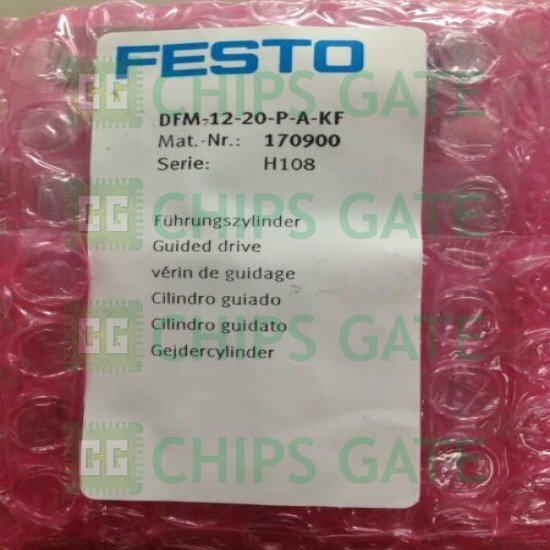 FESTO
DFM-12-20-P-A-KF
Mat.-Nr.: 170900
Serie: H108
Führungszylinder
Guided drive
vérin de guidage
Cilindro guiado
Cilindro guidato
Gejdercylinder
CHIPS GATE
CHIPS GATE
CHIPS GATE
CHIPS GATE